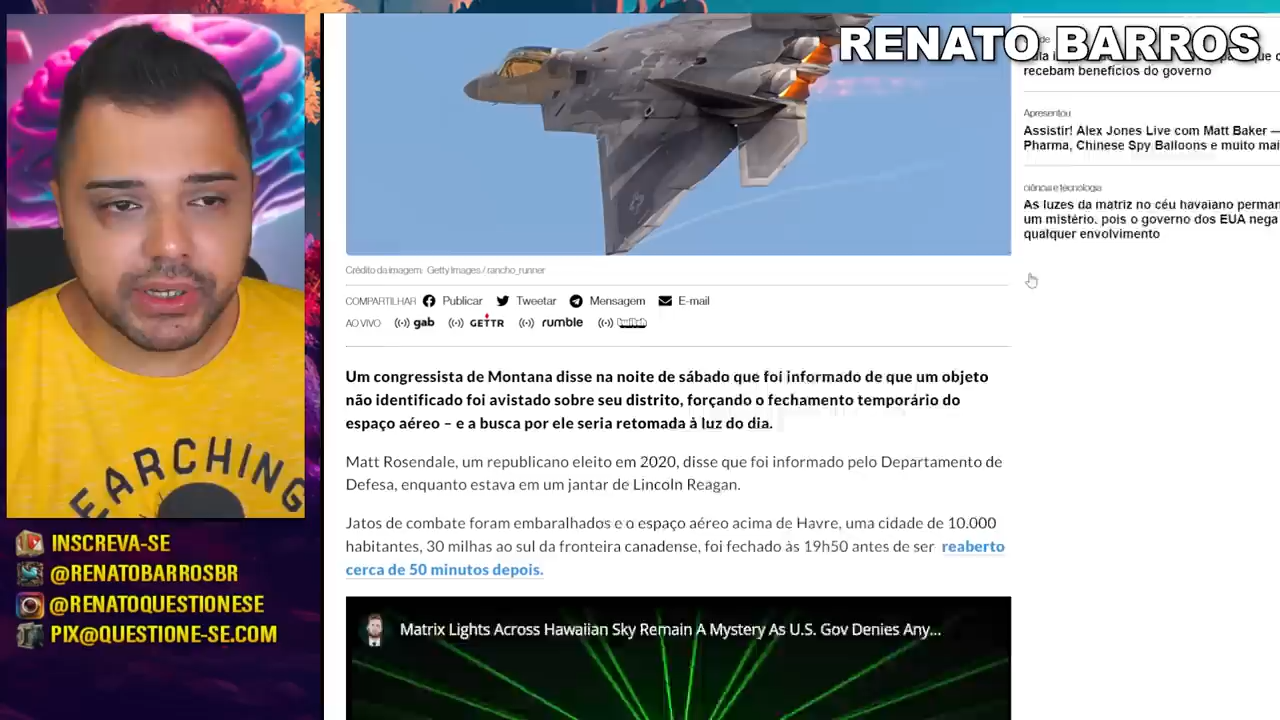 RENATO BARROS
recebam benefícios do governo
Apresentou
Assistir! Alex Jones Live com Matt Baker —
Pharma, Chinese Spy Balloons e muito mai
ciência e tecnologia
As luzes da matriz no céu havaiano perman
um mistério, pois o governo dos EUA nega
qualquer envolvimento
Crédito da imagem: Getty Images / rancho_runner
COMPARTILHAR Publicar Tweetar Mensagem E-mail
AO VIVO gab GETTR rumble twitch
Um congressista de Montana disse na noite de sábado que foi informado de que um objeto
não identificado foi avistado sobre seu distrito, forçando o fechamento temporário do
espaço aéreo – e a busca por ele seria retomada à luz do dia.
Matt Rosendale, um republicano eleito em 2020, disse que foi informado pelo Departamento de
Defesa, enquanto estava em um jantar de Lincoln Reagan.
Jatos de combate foram embaralhados e o espaço aéreo acima de Havre, uma cidade de 10.000
habitantes, 30 milhas ao sul da fronteira canadense, foi fechado às 19h50 antes de ser reaberto
cerca de 50 minutos depois.
Matrix Lights Across Hawaiian Sky Remain A Mystery As U.S. Gov Denies Any...
EARCHING
INSCREVA-SE
@RENATOBARROSBR
@RENATOQUESTIONESE
PIX@QUESTIONE-SE.COM